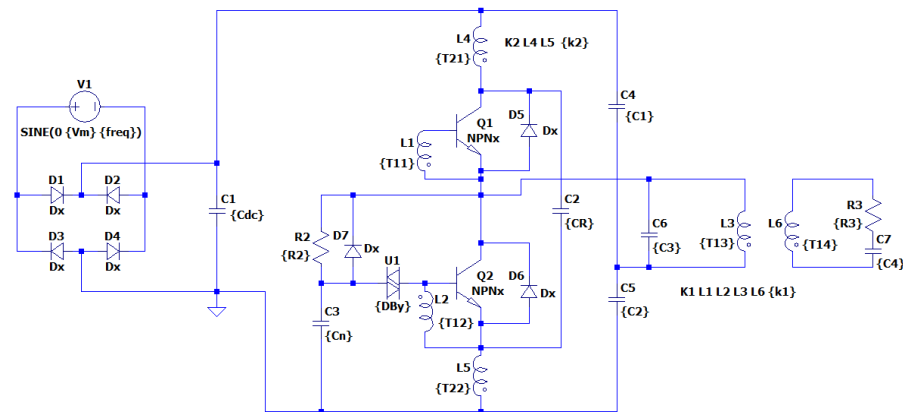 L4
{T21}
K2 L4 L5 {k2}
V1
SINE(0 {Vm} {freq})
C4
{C1}
D5
Dx
Q1
NPNx
L1
{T11}
D1
Dx
D2
Dx
C1
{Cdc}
D3
Dx
D4
Dx
R2
{R2}
D7
Dx
C2
{CR}
C6
{C3}
L3
{T13}
L6
{T14}
R3
{R3}
C7
{C4}
U1
{DBy}
Q2
NPNx
D6
Dx
L2
{T12}
C3
{Cn}
C5
{C2}
K1 L1 L2 L3 L6 {k1}
L5
{T22}